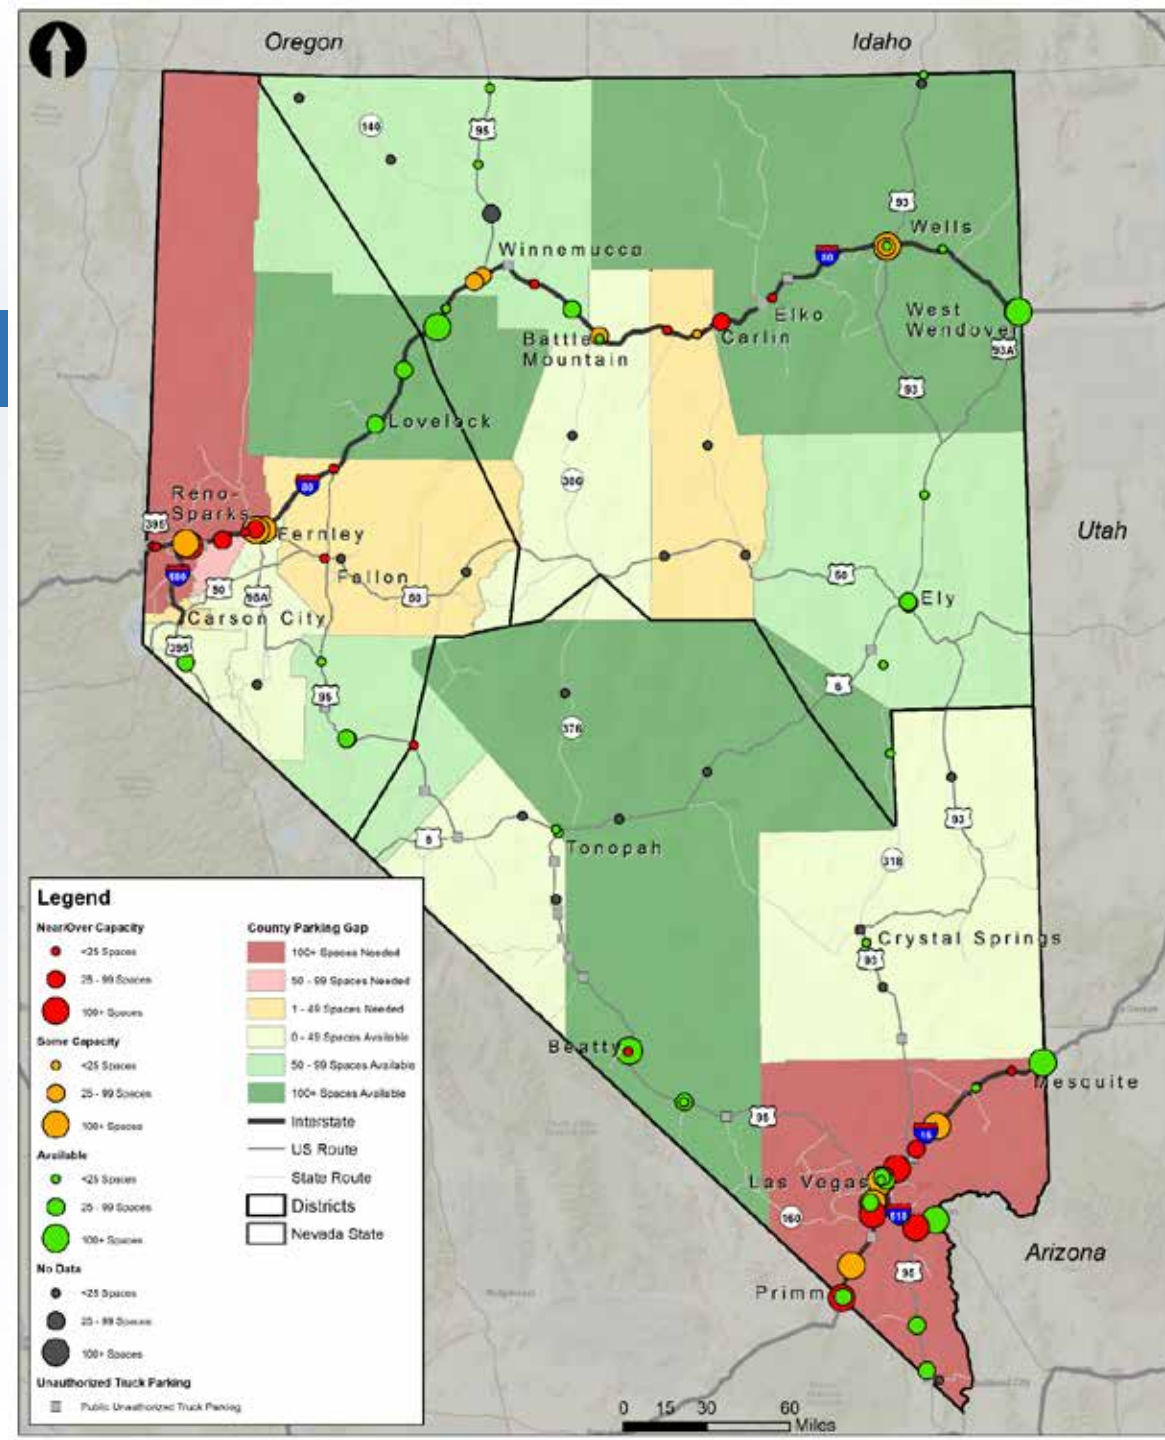 Oregon
Idaho
140
95
93
Wells
Winnemucca
80
West
Wendover
Elko
Battle
Mountain
Carlin
93A
93
Lovelock
306
80
Reno-
Sparks
395
Fernley
Utah
Fallon
50
50
95A
50
Ely
Carson City
395
6
95
376
93
6
Tonopah
318
Crystal Springs
93
Beatty
Mesquite
95
15
Las Vegas
160
Arizona
95
Primm
0 15 30 60
Miles
Legend
Near/Over Capacity
<25 Spaces
25 - 99 Spaces
100+ Spaces
Some Capacity
<25 Spaces
25 - 99 Spaces
100+ Spaces
Available
<25 Spaces
25 - 99 Spaces
100+ Spaces
No Data
<25 Spaces
25 - 99 Spaces
100+ Spaces
Unauthorized Truck Parking
Public Unauthorized Truck Parking
County Parking Gap
100+ Spaces Needed
50 - 99 Spaces Needed
1 - 49 Spaces Needed
0 - 49 Spaces Available
50 - 99 Spaces Available
100+ Spaces Available
Interstate
US Route
State Route
Districts
Nevada State